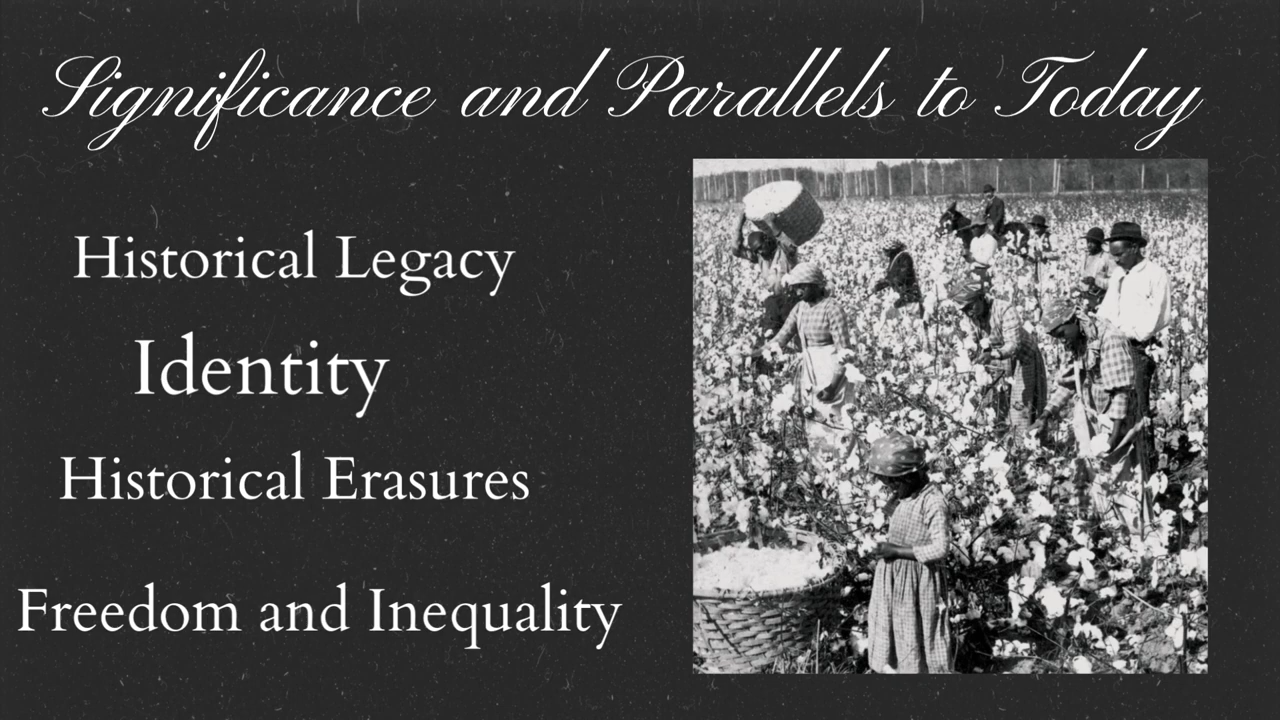 Significance and Parallels to Today
Historical Legacy
Identity
Historical Erasures
Freedom and Inequality